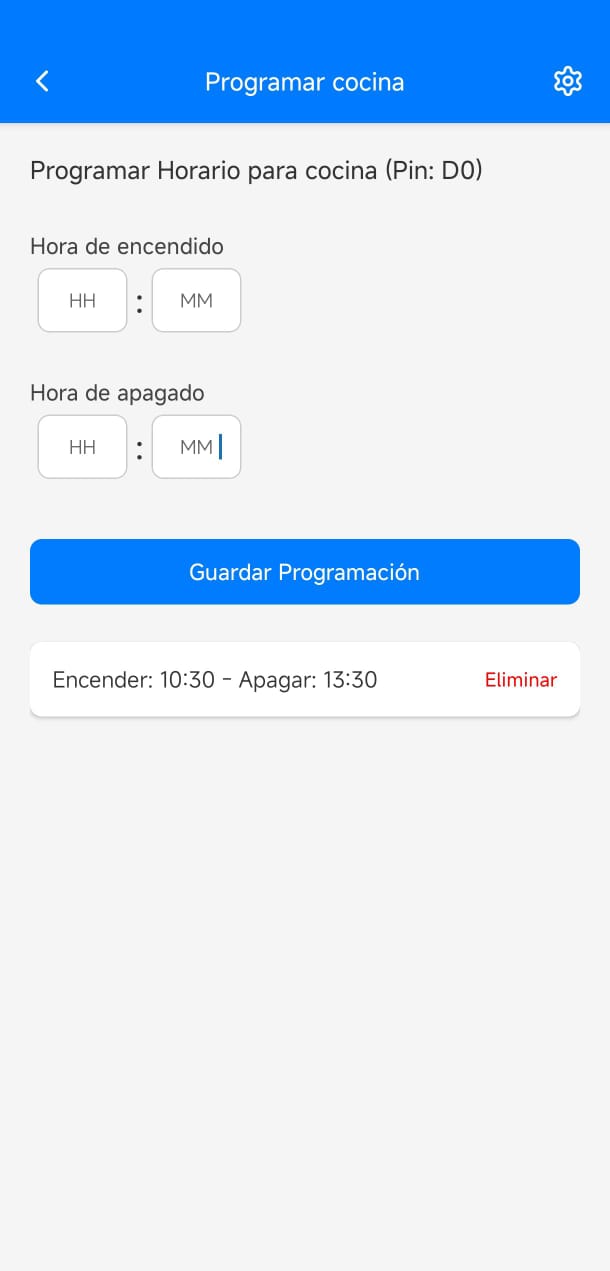 Programar cocina
Programar Horario para cocina (Pin: D0)
Hora de encendido
HH : MM
Hora de apagado
HH : MM
Guardar Programación
Encender: 10:30 - Apagar: 13:30 Eliminar